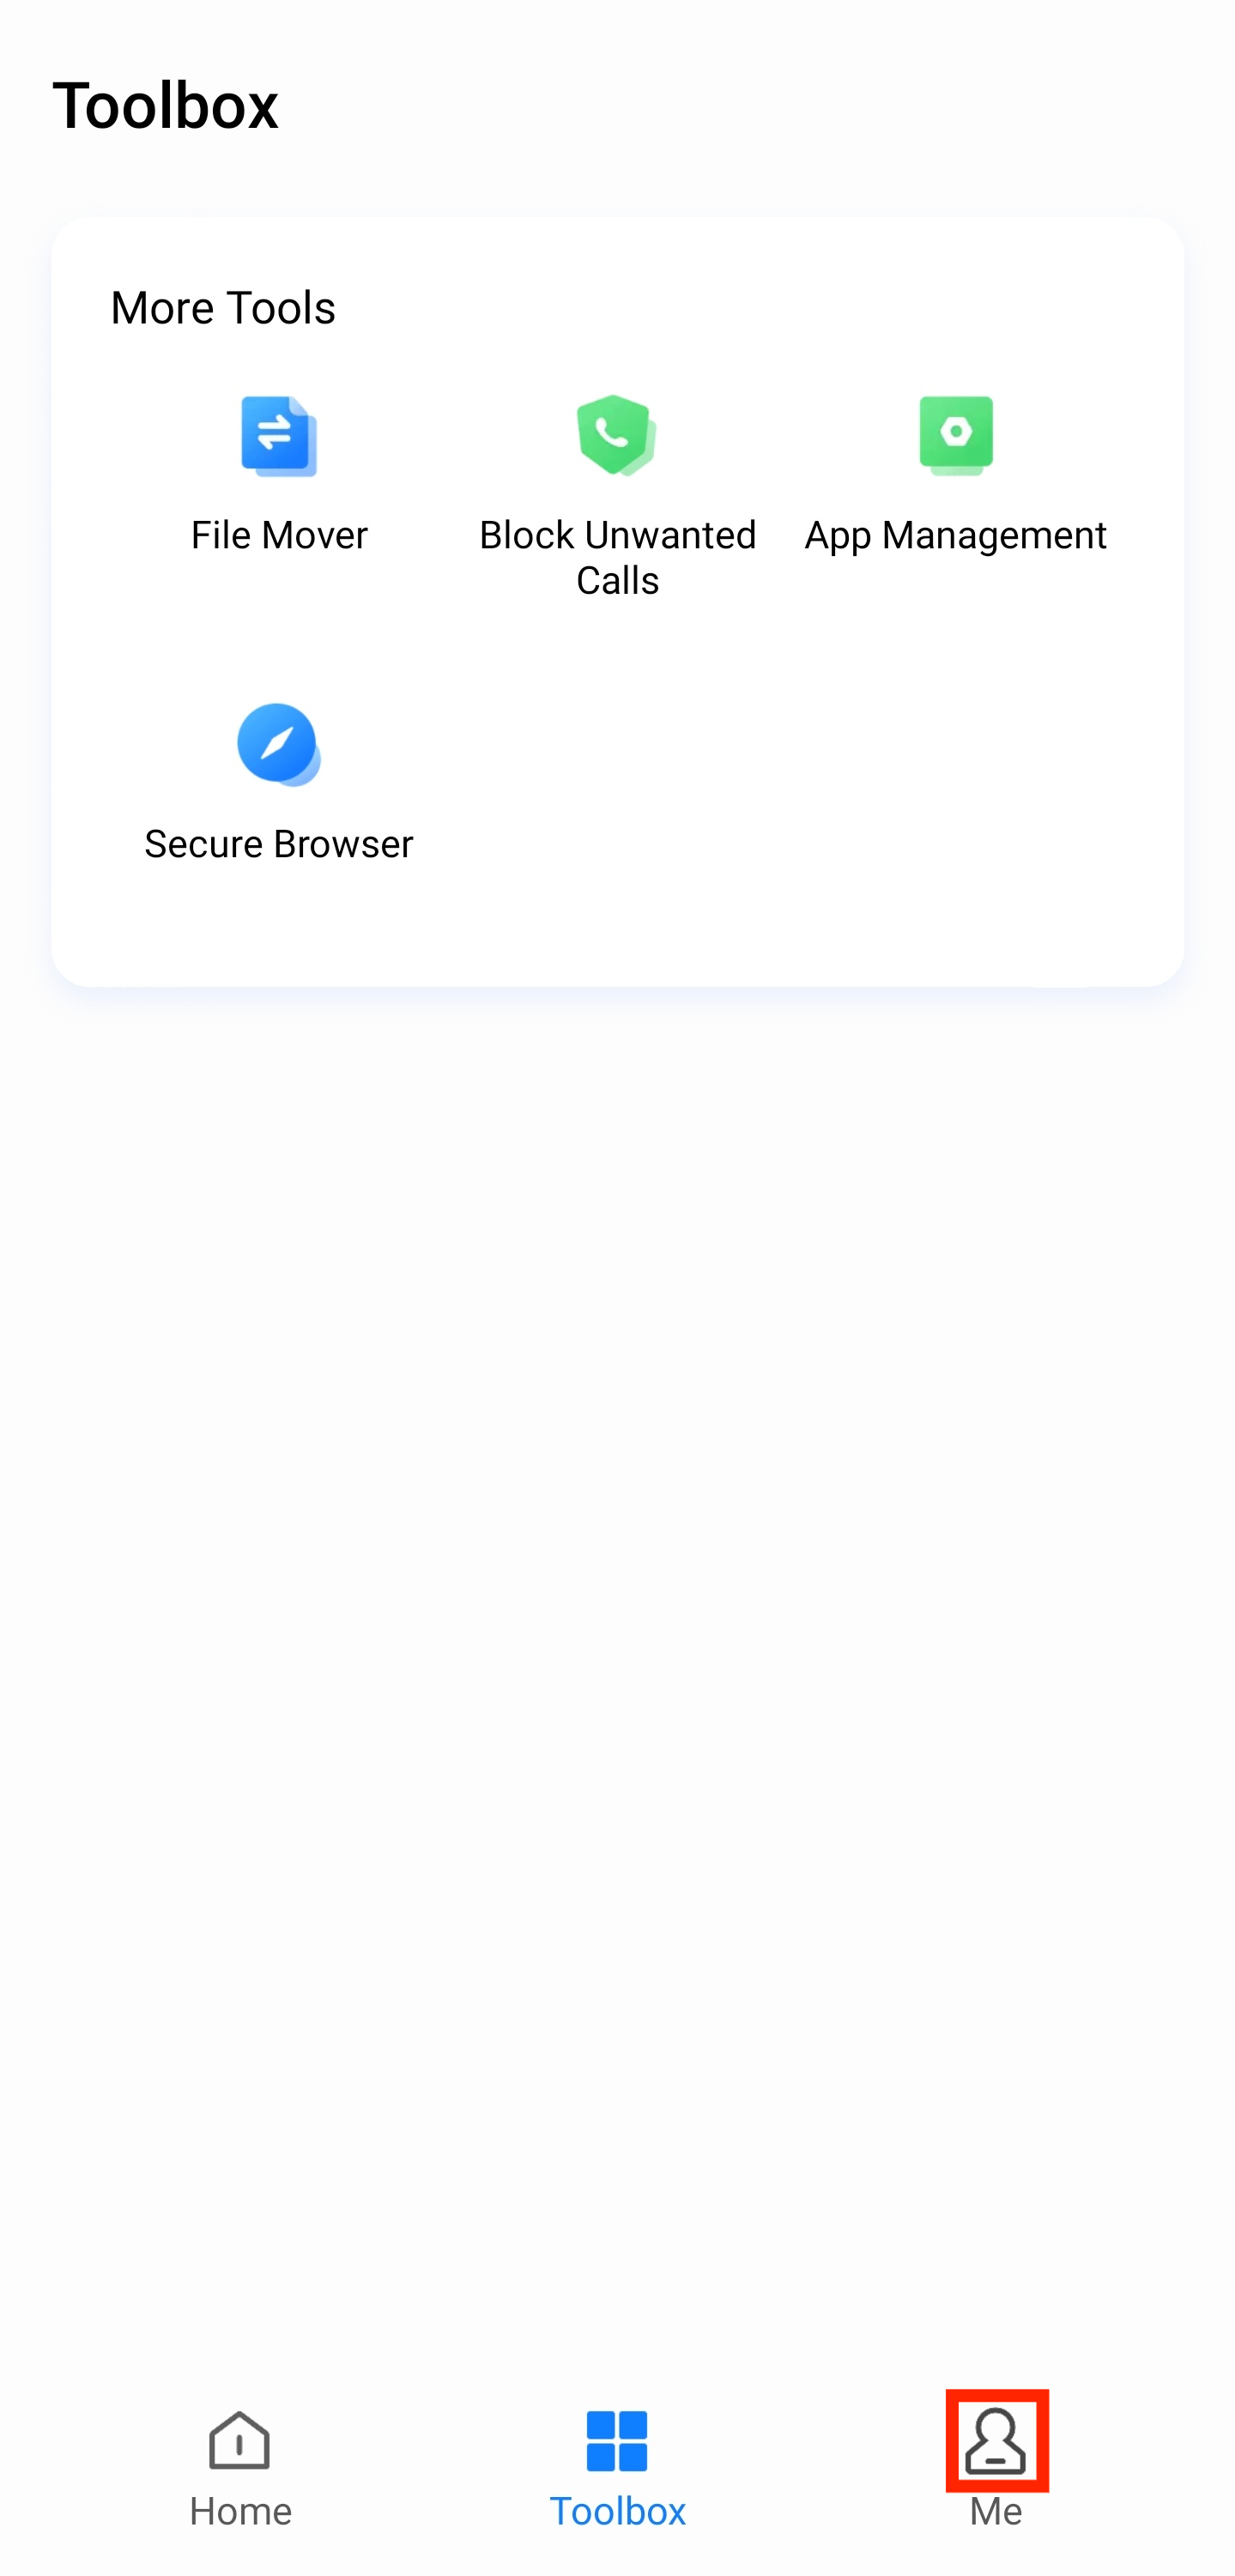 Toolbox
More Tools
File Mover
Block Unwanted
Calls
App Management
Secure Browser
Home
Toolbox
Me